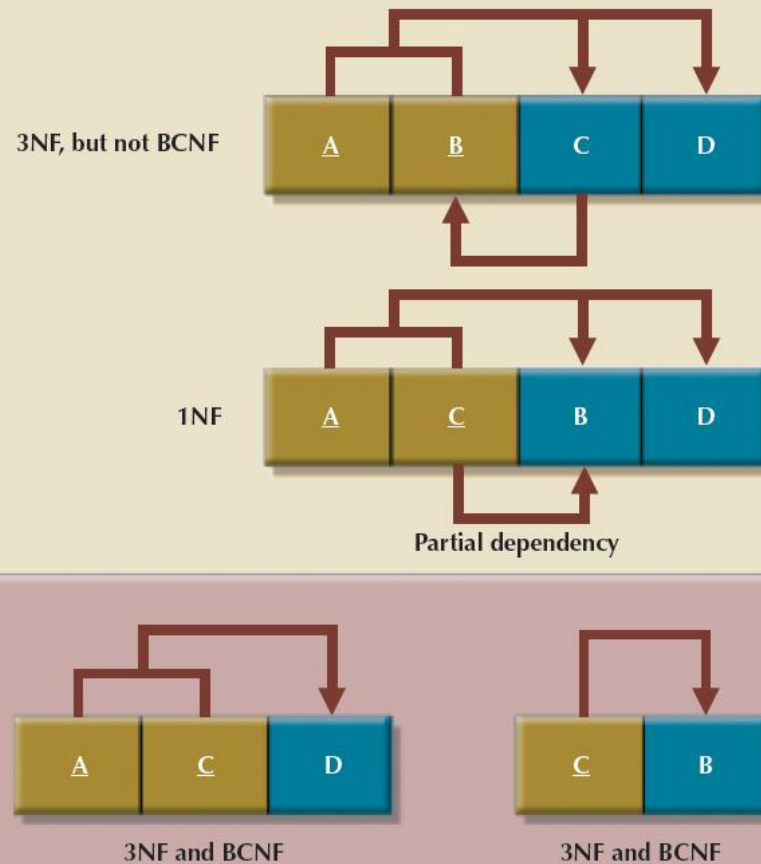 3NF, but not BCNF
A B C D
1NF
A C B D
Partial dependency
A C D
C B
3NF and BCNF
3NF and BCNF